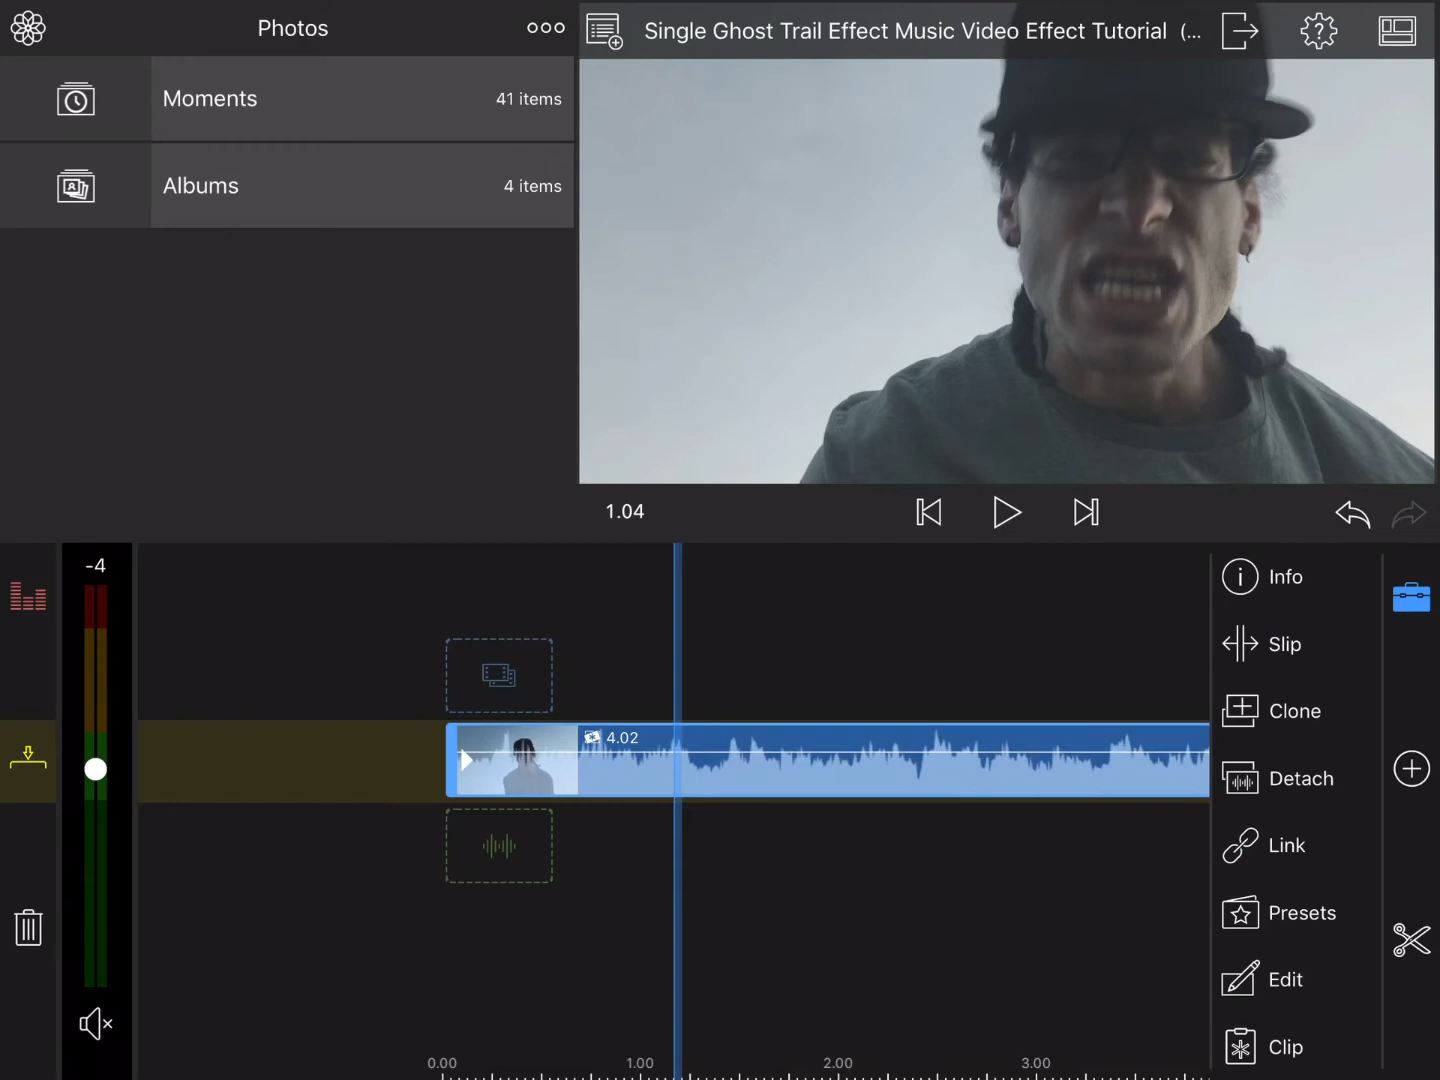 Photos
Single Ghost Trail Effect Music Video Effect Tutorial (...
Moments
41 items
Albums
4 items
1.04
-4
Info
Slip
4.02
Clone
Detach
Link
Presets
Edit
Clip
0.00
1.00
2.00
3.00